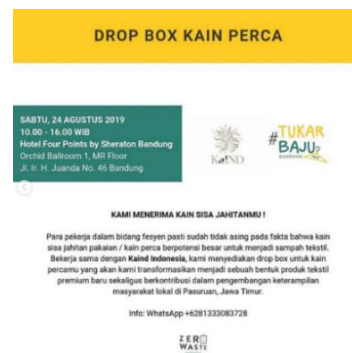 DROP BOX KAIN PERCA
SABTU, 24 AGUSTUS 2019
10.00 - 16.00 WIB
Hotel Four Points by Sheraton Bandung
Orchid Ballroom 1, MR Floor
Jl. Ir. H. Juanda No. 46 Bandung
KaIND
#TUKAR
BAJU?
KAMI MENERIMA KAIN SISA JAHITANMU !
Para pekerja dalam bidang fesyen pasti sudah tidak asing pada fakta bahwa kain
sisa jahitan pakaian / kain perca berpotensi besar untuk menjadi sampah tekstil.
Bekerja sama dengan Kaind Indonesia, kami menyediakan drop box untuk kain
percamu yang akan kami transformasikan menjadi sebuah bentuk produk tekstil
premium baru sekaligus berkontribusi dalam pengembangan keterampilan
masyarakat lokal di Pasuruan, Jawa Timur.
Info: WhatsApp +6281333083728
ZERO
WASTE